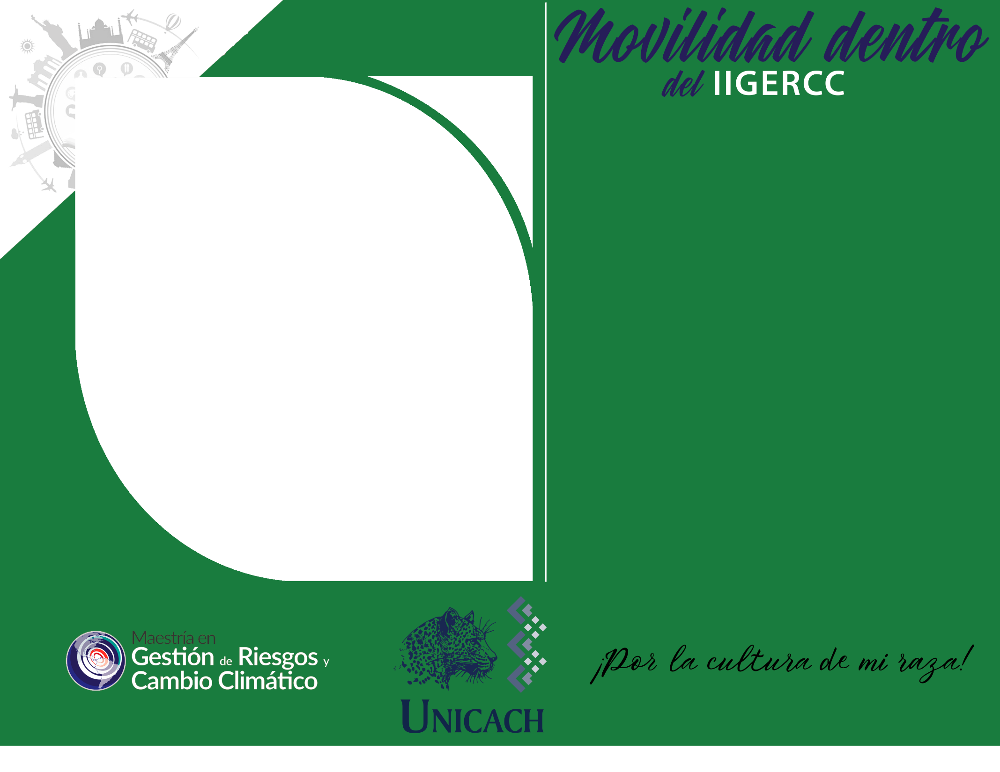 Movilidad dentro
del IIGERCC
Maestría en
Gestión de Riesgos y
Cambio Climático
UNICACH
¡Por la cultura de mi raza!